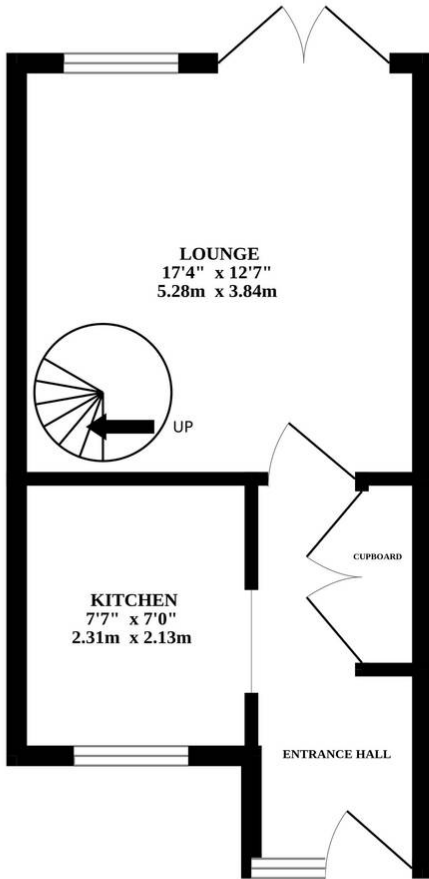 LOUNGE
17'4" x 12'7"
5.28m x 3.84m
UP
CUPBOARD
KITCHEN
7'7" x 7'0"
2.31m x 2.13m
ENTRANCE HALL